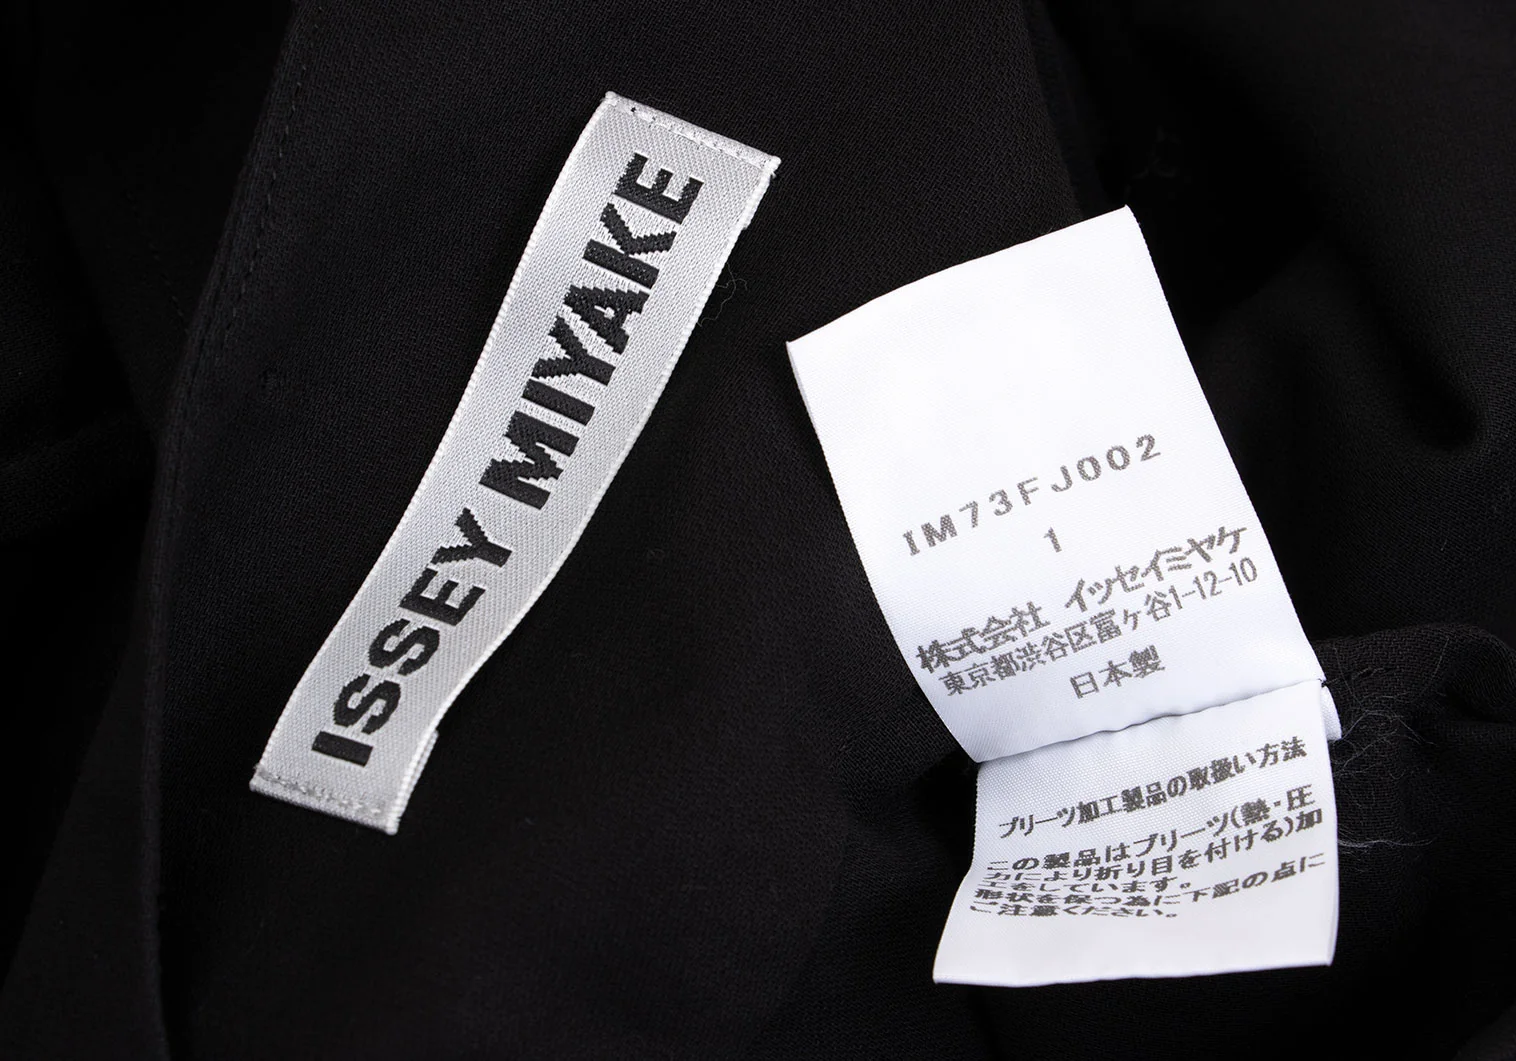 ISSEY MIYAKE
IM73FJ002
1
株式会社 イッセイミヤケ
東京都渋谷区富ヶ谷1-12-10
日本製
プリーツ加工製品の取扱い方法
この製品はプリーツ(熱・圧
力により折り目を付ける)加
工をしています。
形状を保つ為に下記の点に
ご注意ください。